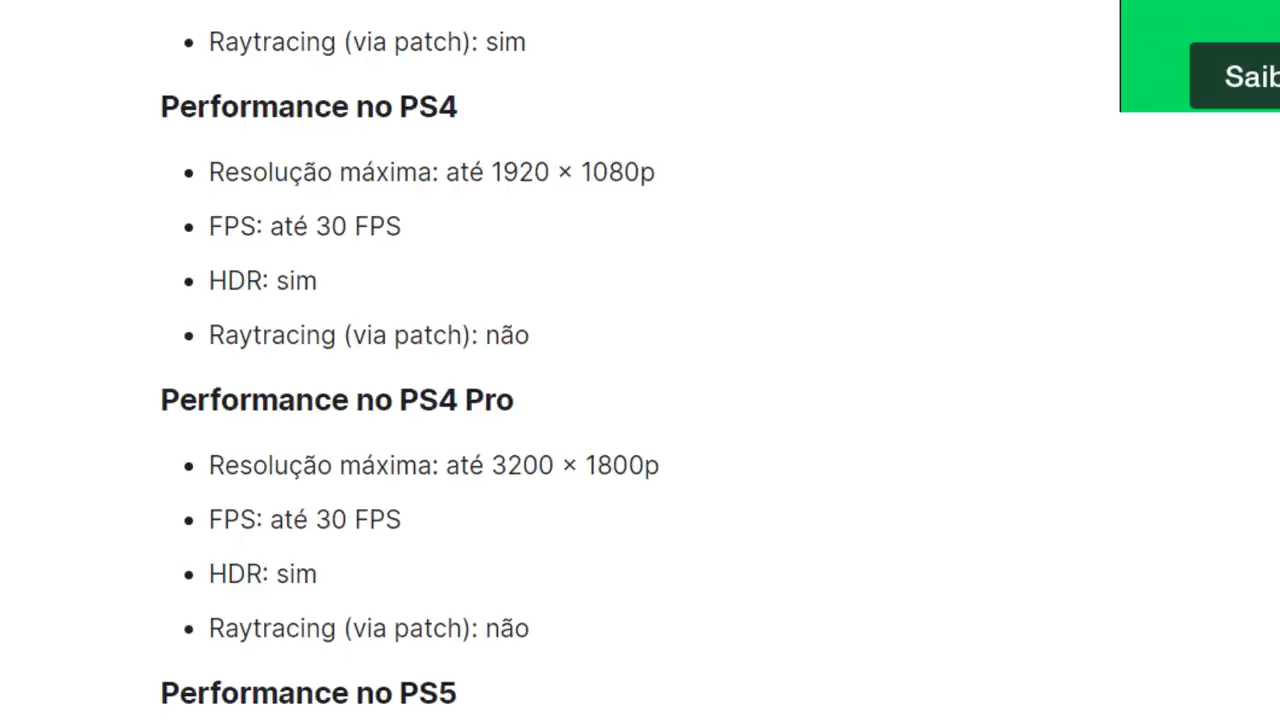 Raytracing (via patch): sim
Saib
Performance no PS4
Resolução máxima: até 1920 × 1080p
FPS: até 30 FPS
HDR: sim
Raytracing (via patch): não
Performance no PS4 Pro
Resolução máxima: até 3200 × 1800p
FPS: até 30 FPS
HDR: sim
Raytracing (via patch): não
Performance no PS5